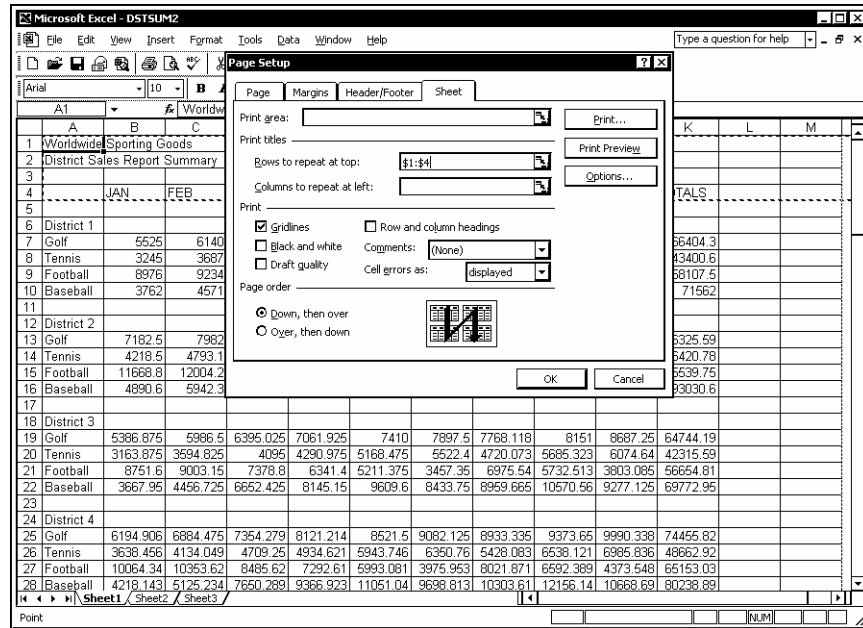 Microsoft Excel - DSTSUM2
File Edit View Insert Format Tools Data Window Help Type a question for help
Arial 10 B
A1 fx Worldw
Page Setup
Page Margins Header/Footer Sheet
Print area: Print...
Print titles Print Preview
Rows to repeat at top: $1:$4 Options...
Columns to repeat at left:
Print
Gridlines Row and column headings
Black and white Comments: (None)
Draft quality Cell errors as: displayed
Page order
Down, then over
Over, then down
OK Cancel
A B C K L M
1 Worldwide Sporting Goods
2 District Sales Report Summary
3
4 JAN FEB TALS
5
6 District 1
7 Golf 5525 6140 66404.3
8 Tennis 3245 3687 43400.6
9 Football 8976 9234 68107.5
10 Baseball 3762 4571 71562
11
12 District 2
13 Golf 7182.5 7982 6325.59
14 Tennis 4218.5 4793.1 6420.78
15 Football 11668.8 12004.2 5539.75
16 Baseball 4890.6 5942.3 93030.6
17
18 District 3
19 Golf 5386.875 5986.5 6395.025 7061.925 7410 7897.5 7768.118 8151 8687.25 64744.19
20 Tennis 3163.875 3594.825 4095 4290.975 5168.475 5522.4 4720.073 5685.323 6074.64 42315.59
21 Football 8751.6 9003.15 7378.8 6341.4 5211.375 3457.35 6975.54 5732.513 3803.085 56654.81
22 Baseball 3667.95 4456.725 6652.425 8145.15 9609.6 8433.75 8959.665 10570.56 9277.125 69772.95
23
24 District 4
25 Golf 6194.906 6884.475 7354.279 8121.214 8521.5 9082.125 8933.335 9373.65 9990.338 74455.82
26 Tennis 3638.456 4134.049 4709.25 4934.621 5943.746 6350.76 5428.083 6538.121 6985.836 48662.92
27 Football 10064.34 10353.62 8485.62 7292.61 5993.081 3975.953 8021.871 6592.389 4373.548 65153.03
28 Baseball 4218.143 5125.234 7650.289 9366.923 11051.04 9698.813 10303.61 12156.14 10668.69 80238.89
Sheet1 Sheet2 Sheet3
Point NUM